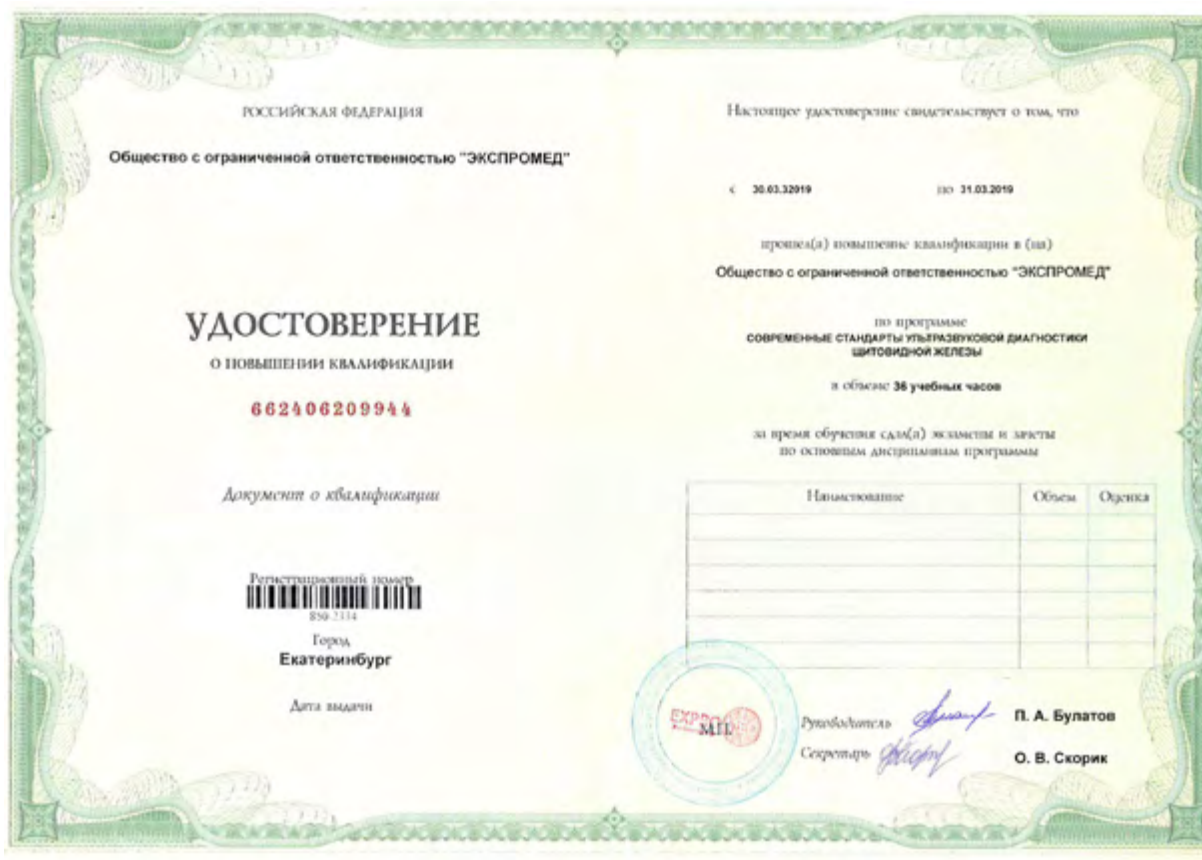 РОССИЙСКАЯ ФЕДЕРАЦИЯ
Общество с ограниченной ответственностью "ЭКСПРОМЕД"
УДОСТОВЕРЕНИЕ
О ПОВЫШЕНИИ КВАЛИФИКАЦИИ
662406209944
Документ о квалификации
Регистрационный номер
850-2334
Город
Екатеринбург
Дата выдачи
Настоящее удостоверение свидетельствует о том, что
с 30.03.32019 по 31.03.2019
прошел(а) повышение квалификации в (на)
Общество с ограниченной ответственностью "ЭКСПРОМЕД"
по программе
СОВРЕМЕННЫЕ СТАНДАРТЫ УЛЬТРАЗВУКОВОЙ ДИАГНОСТИКИ
ЩИТОВИДНОЙ ЖЕЛЕЗЫ
в объеме 36 учебных часов
за время обучения сдал(а) экзамены и зачеты
по основным дисциплинам программы
Наименование Объем Оценка
М.П.
Руководитель П. А. Булатов
Секретарь О. В. Скорик